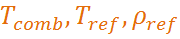 T_comb, T_ref, ρ_ref